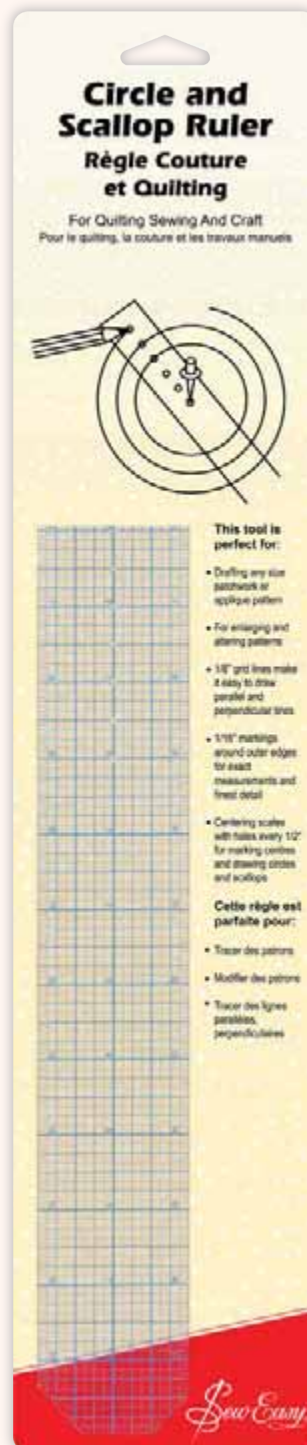 Circle and
Scallop Ruler
Règle Couture
et Quilting
For Quilting Sewing And Craft
Pour le quilting, la couture et les travaux manuels
This tool is
perfect for:
• Drafting any size
patchwork or
applique pattern
• For enlarging and
altering patterns
• 1/8" grid lines make
it easy to draw
parallel and
perpendicular lines
• 1/16" markings
around outer edges
for exact
measurements and
finest detail
• Centering scales
with holes every 1/2"
for marking centres
and drawing circles
and scallops
Cette règle est
parfaite pour:
• Tracer des patrons
• Modifier des patrons
• Tracer des lignes
parallèles,
perpendiculaires
Sew Easy